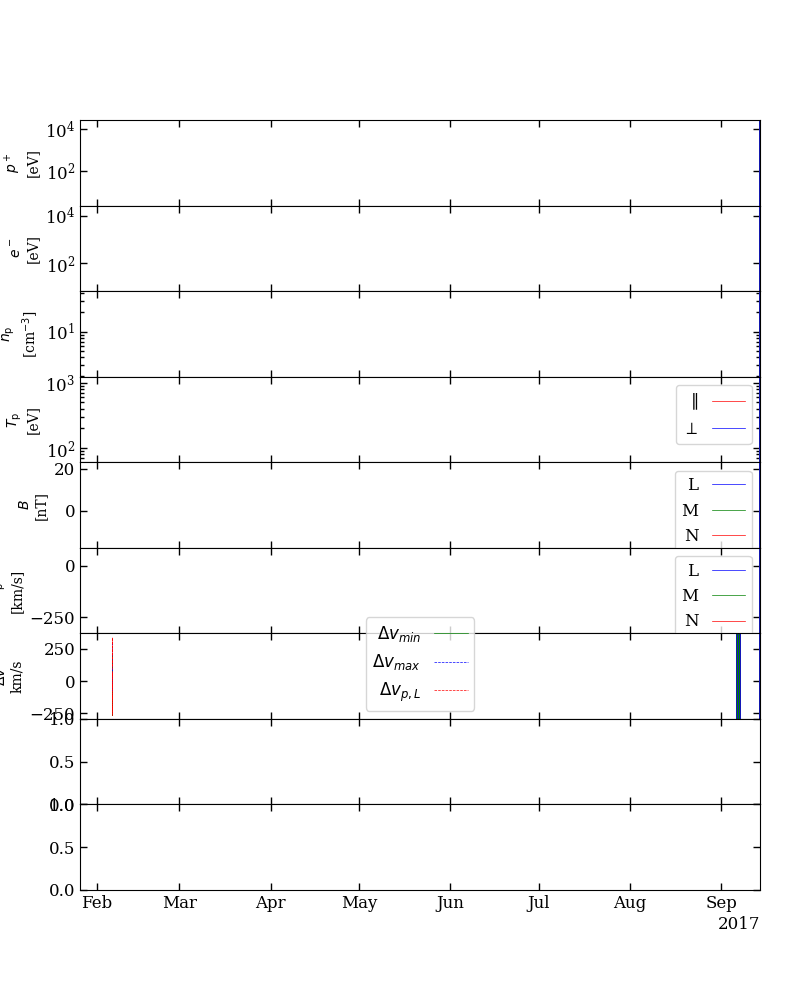 10^4
10^2
p^+
[eV]
10^4
10^2
e^-
[eV]
10^1
n_p
[cm^-3]
10^3
10^2
T_p
[eV]
∥
⊥
20
0
B
[nT]
L
M
N
0
−250
[km/s]
L
M
N
250
0
−250
km/s
Δv_min
Δv_max
Δv_p,L
1.0
0.5
0.0
1.0
0.5
0.0
Feb Mar Apr May Jun Jul Aug Sep
2017